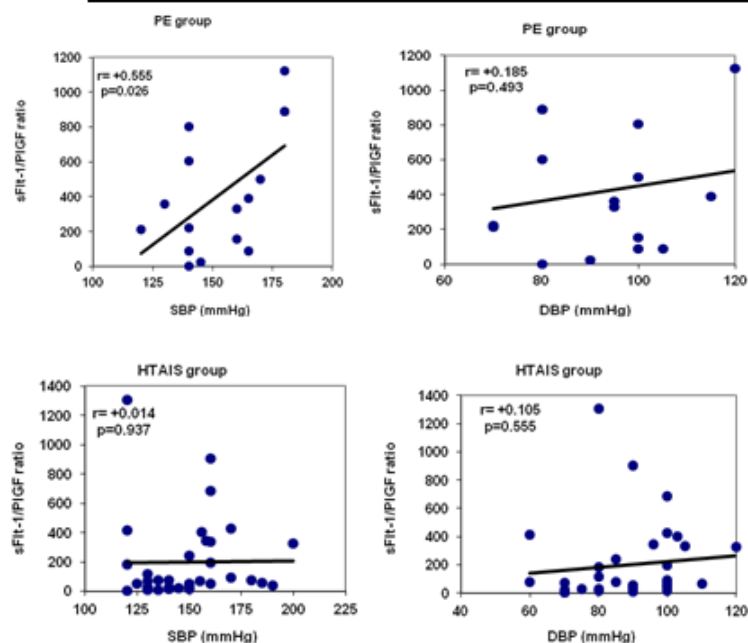 PE group
r= +0.555
p=0.026
sFlt-1/PIGF ratio
1200
1000
800
600
400
200
0
100 125 150 175 200
SBP (mmHg)
PE group
r= +0.185
p=0.493
sFlt-1/PIGF ratio
1200
1000
800
600
400
200
0
60 80 100 120
DBP (mmHg)
HTAIS group
r= +0.014
p=0.937
sFlt-1/PIGF ratio
1400
1200
1000
800
600
400
200
0
100 125 150 175 200 225
SBP (mmHg)
HTAIS group
r= +0.105
p=0.555
sFlt-1/PIGF ratio
1400
1200
1000
800
600
400
200
0
40 60 80 100 120
DBP (mmHg)